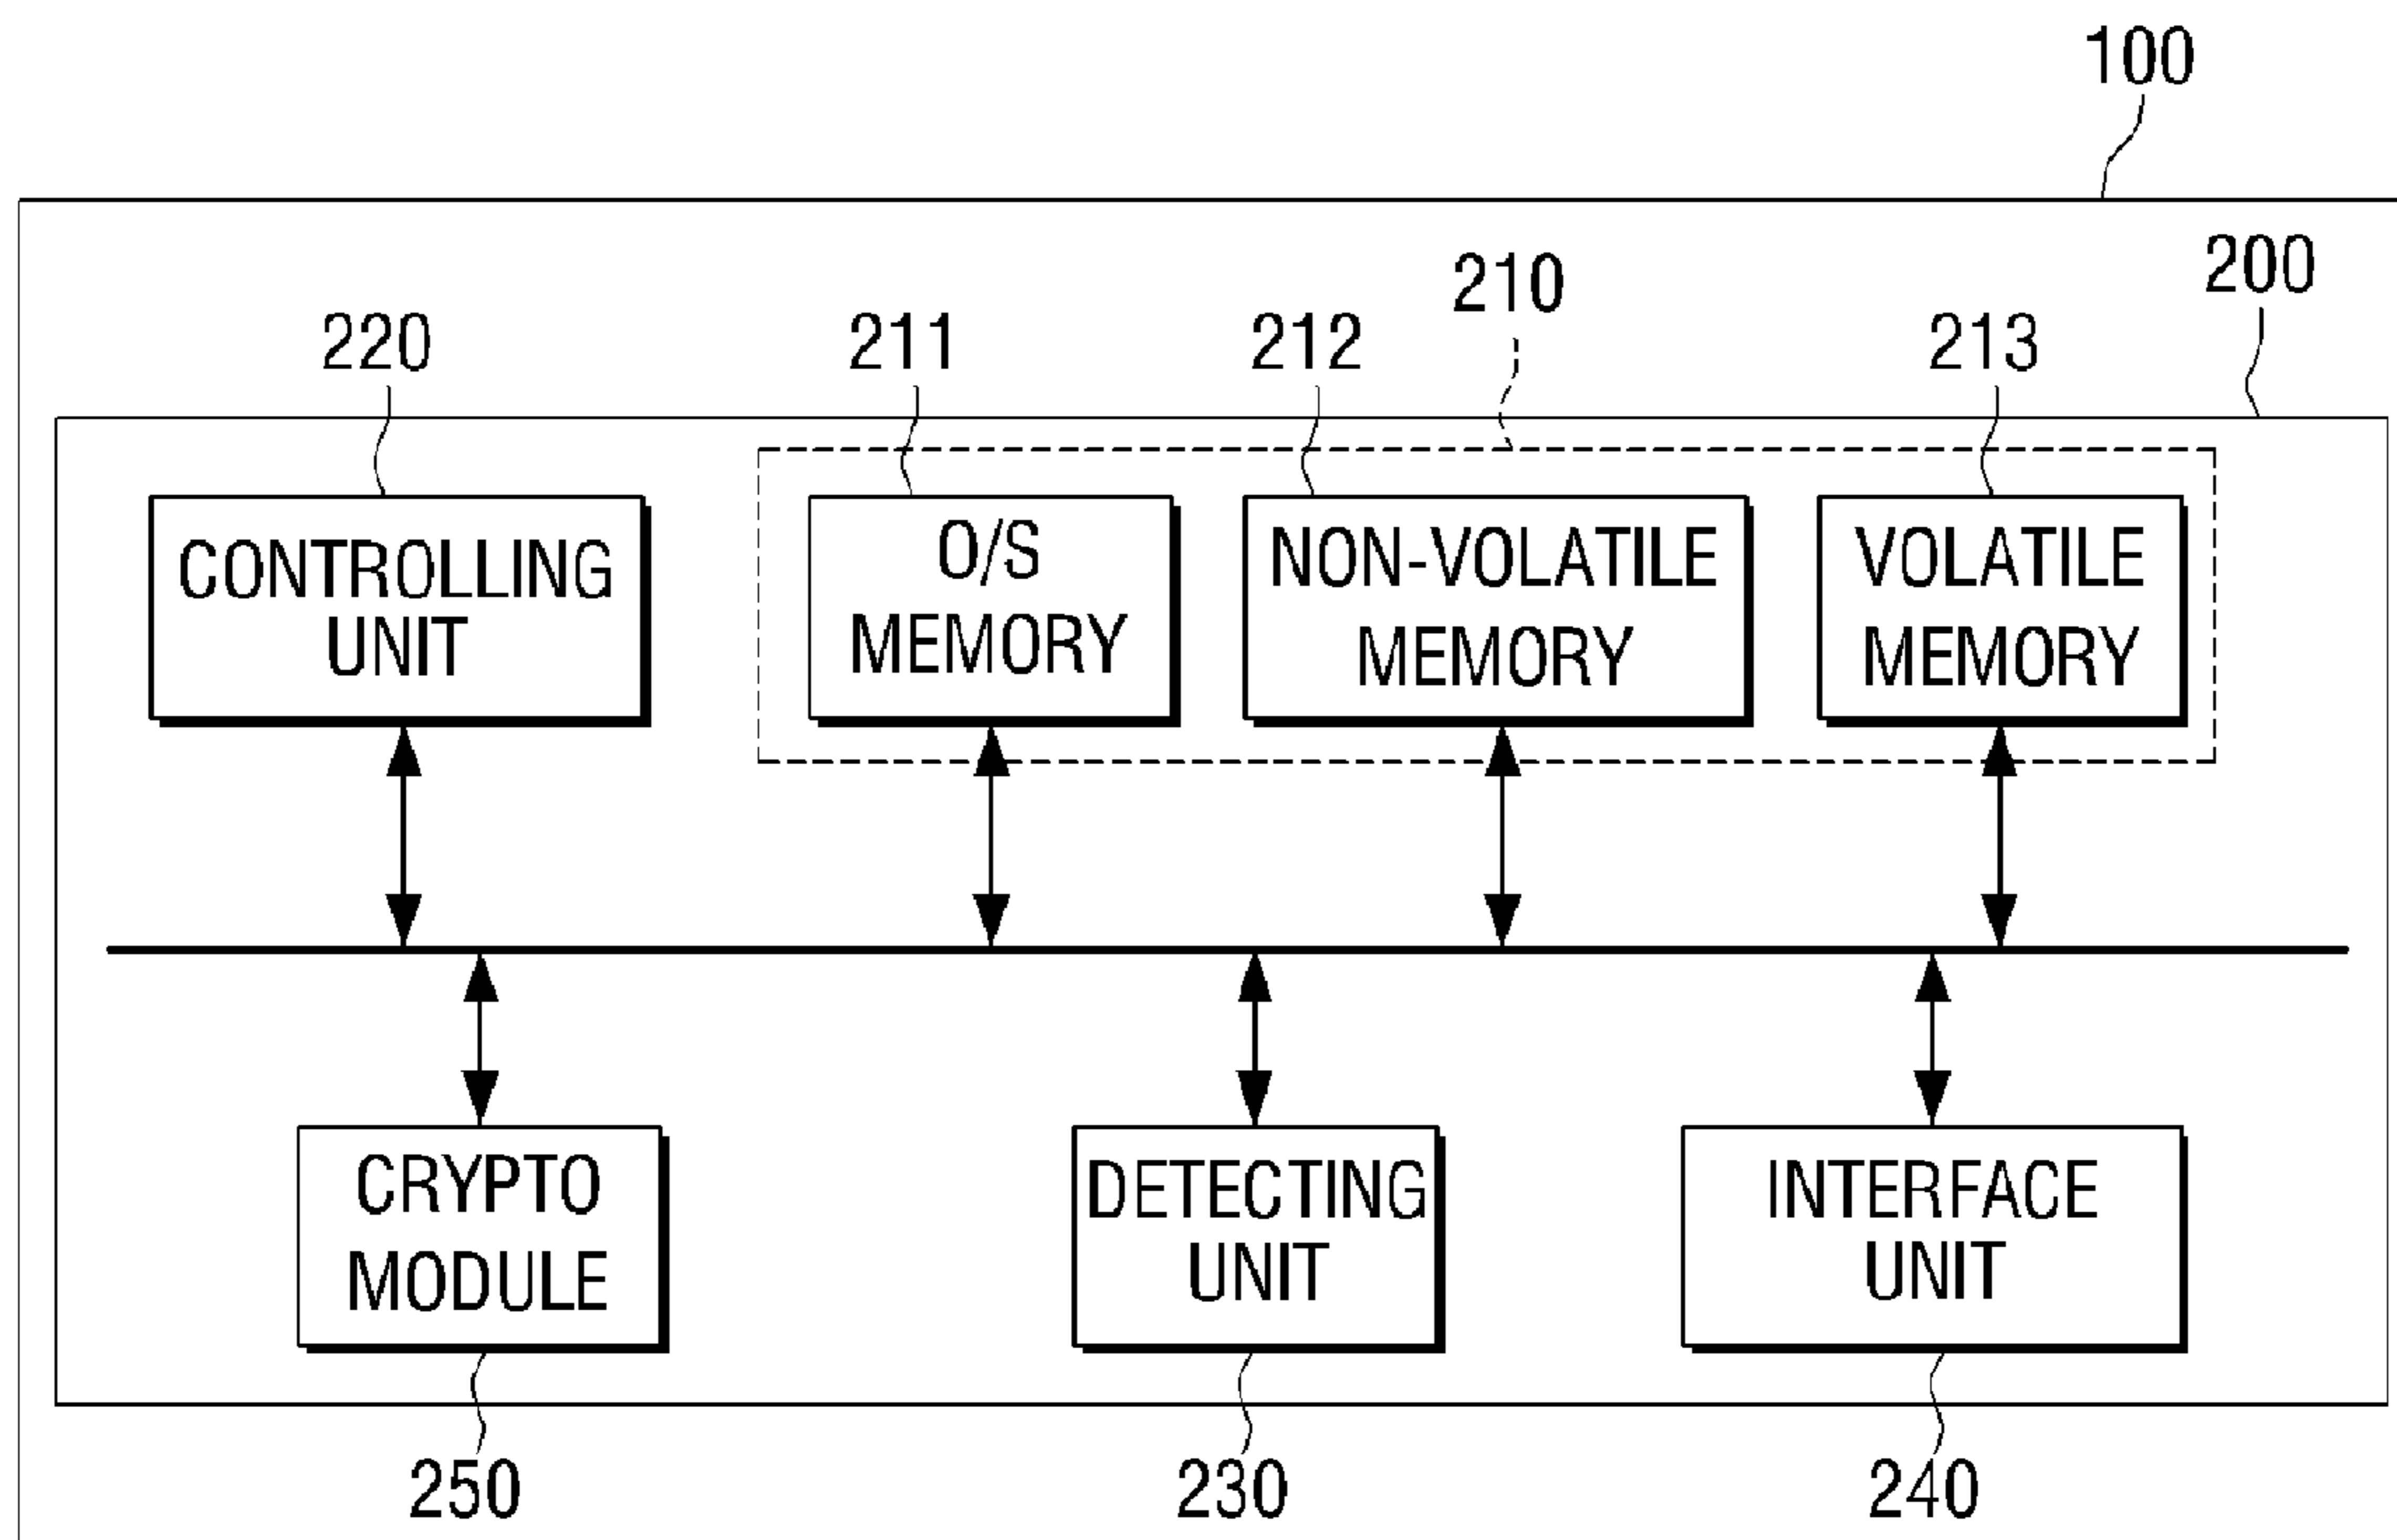 100
200
210
220
211
212
213
CONTROLLING
UNIT
O/S
MEMORY
NON-VOLATILE
MEMORY
VOLATILE
MEMORY
CRYPTO
MODULE
DETECTING
UNIT
INTERFACE
UNIT
250
230
240